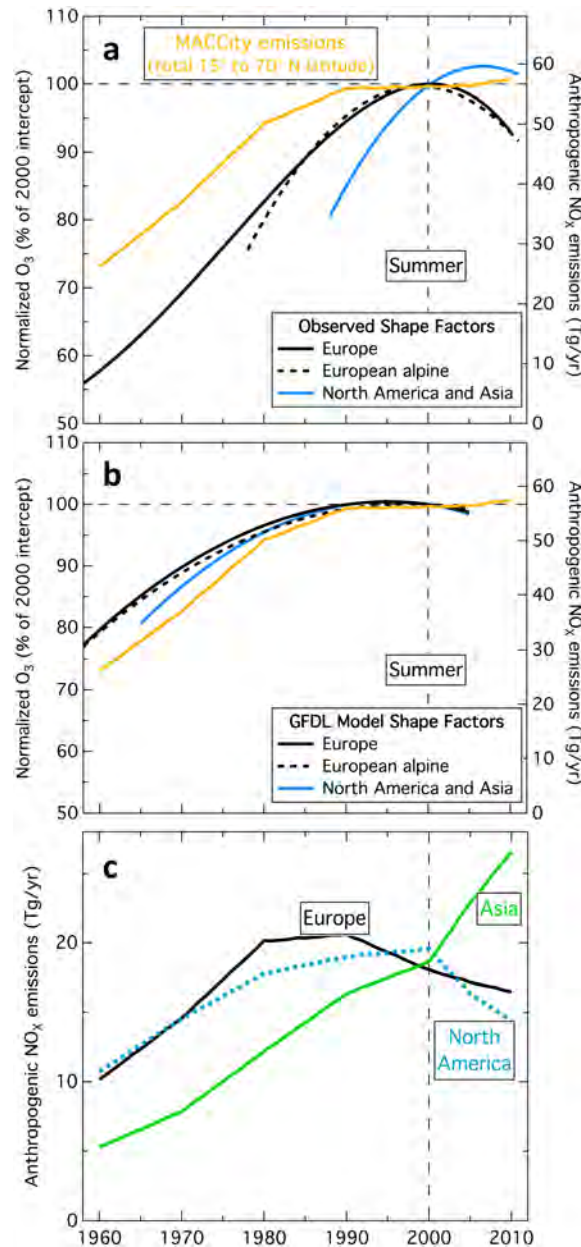 a
MACCity emissions
(total 15° to 70° N latitude)
110
100
90
80
70
60
50
Normalized O₃ (% of 2000 intercept)
60
50
40
30
20
10
0
Anthropogenic NOₓ emissions (Tg/yr)
Summer
Observed Shape Factors
Europe
European alpine
North America and Asia
b
110
100
90
80
70
60
50
Normalized O₃ (% of 2000 intercept)
60
50
40
30
20
10
0
Anthropogenic NOₓ emissions (Tg/yr)
Summer
GFDL Model Shape Factors
Europe
European alpine
North America and Asia
c
20
10
0
Anthropogenic NOₓ emissions (Tg/yr)
Europe
Asia
North
America
1960 1970 1980 1990 2000 2010